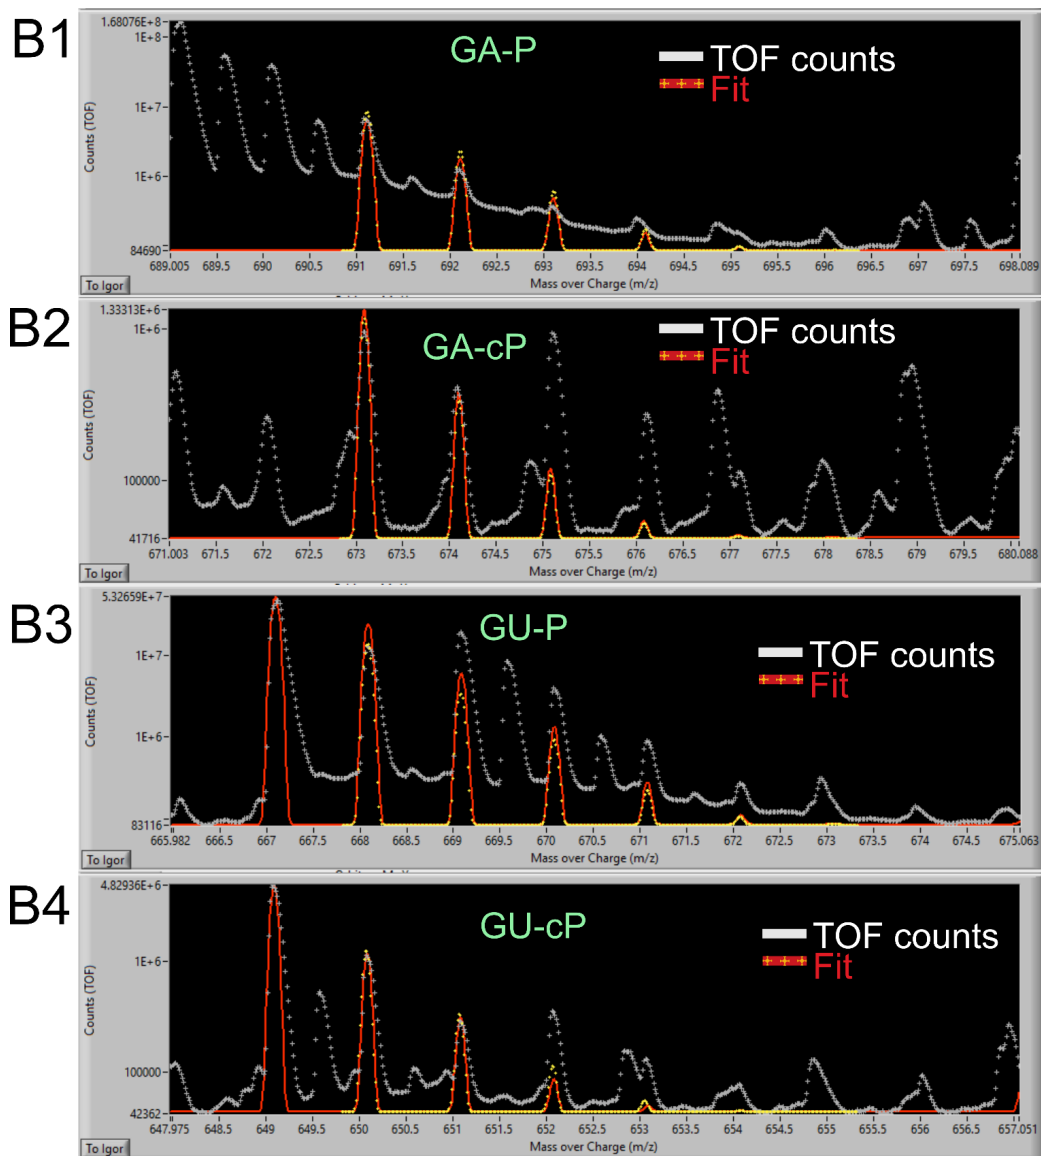 B1
GA-P
TOF counts
Fit
1.68076E+8
1E+8
1E+7
1E+6
84690
Counts (TOF)
689.005 689.5 690 690.5 691 691.5 692 692.5 693 693.5 694 694.5 695 695.5 696 696.5 697 697.5 698.089
To Igor
Mass over Charge (m/z)
B2
GA-cP
TOF counts
Fit
1.33313E+6
1E+6
100000
41716
Counts (TOF)
671.003 671.5 672 672.5 673 673.5 674 674.5 675 675.5 676 676.5 677 677.5 678 678.5 679 679.5 680.088
To Igor
Mass over Charge (m/z)
B3
GU-P
TOF counts
Fit
5.32659E+7
1E+7
1E+6
83116
Counts (TOF)
665.982 666.5 667 667.5 668 668.5 669 669.5 670 670.5 671 671.5 672 672.5 673 673.5 674 674.5 675.063
To Igor
Mass over Charge (m/z)
B4
GU-cP
TOF counts
Fit
4.82936E+6
1E+6
100000
42362
Counts (TOF)
647.975 648.5 649 649.5 650 650.5 651 651.5 652 652.5 653 653.5 654 654.5 655 655.5 656 656.5 657.051
To Igor
Mass over Charge (m/z)